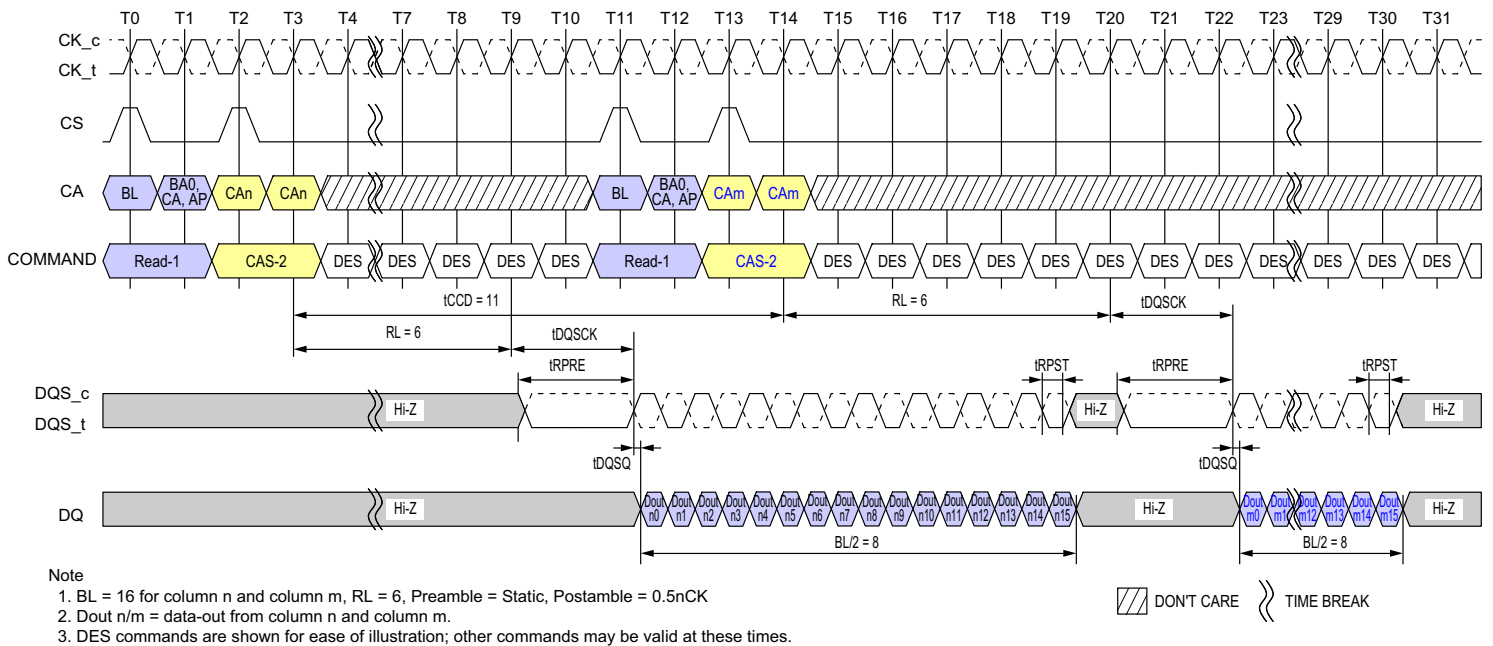 T0 T1 T2 T3 T4 T7 T8 T9 T10 T11 T12 T13 T14 T15 T16 T17 T18 T19 T20 T21 T22 T23 T29 T30 T31
CK_c
CK_t
CS
CA BL BA0, CA, AP CAn CAn BL BA0, CA, AP CAm CAm
COMMAND Read-1 CAS-2 DES DES DES DES DES Read-1 CAS-2 DES DES DES DES DES DES DES DES DES DES DES DES
tCCD = 11 RL = 6 tDQSCK
RL = 6 tDQSCK
tRPRE tRPST tRPRE tRPST
DQS_c
DQS_t
Hi-Z Hi-Z Hi-Z
tDQSQ tDQSQ
DQ Hi-Z Dout n0 Dout n1 Dout n2 Dout n3 Dout n4 Dout n5 Dout n6 Dout n7 Dout n8 Dout n9 Dout n10 Dout n11 Dout n12 Dout n13 Dout n14 Dout n15 Hi-Z Dout m0 Dout m1 Dout m12 Dout m13 Dout m14 Dout m15 Hi-Z
BL/2 = 8 BL/2 = 8
Note
1. BL = 16 for column n and column m, RL = 6, Preamble = Static, Postamble = 0.5nCK
2. Dout n/m = data-out from column n and column m.
3. DES commands are shown for ease of illustration; other commands may be valid at these times.
DON'T CARE TIME BREAK